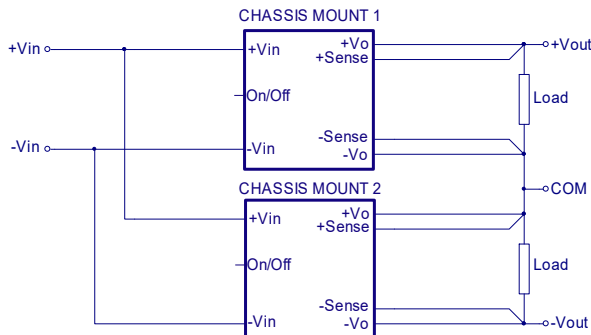 CHASSIS MOUNT 1
+Vin
+Vin
+Vo
+Vout
+Sense
On/Off
Load
-Vin
-Vin
-Sense
-Vo
CHASSIS MOUNT 2
COM
+Vin
+Vo
+Sense
On/Off
Load
-Vin
-Sense
-Vo
-Vout